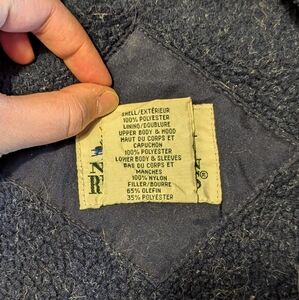 SHELL/EXTÉRIEUR
100% POLYESTER
LINING/DOUBLURE
UPPER BODY & HOOD
HAUT DU CORPS ET
CAPUCHON
100% POLYESTER
LOWER BODY & SLEEVES
BAS DU CORPS ET
MANCHES
100% NYLON
FILLER/BOURRE
65% OLEFIN
35% POLYESTER